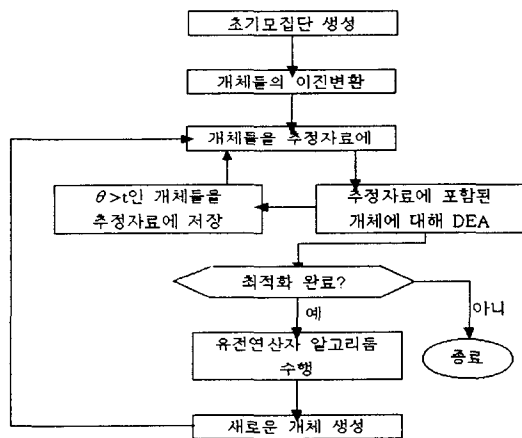 초기모집단 생성
개체들의 이진변환
개체들을 추정자료에
θ>t인 개체들을
추정자료에 저장
추정자료에 포함된
개체에 대해 DEA
최적화 완료?
예
아니
유전연산자 알고리듬
수행
종료
새로운 개체 생성